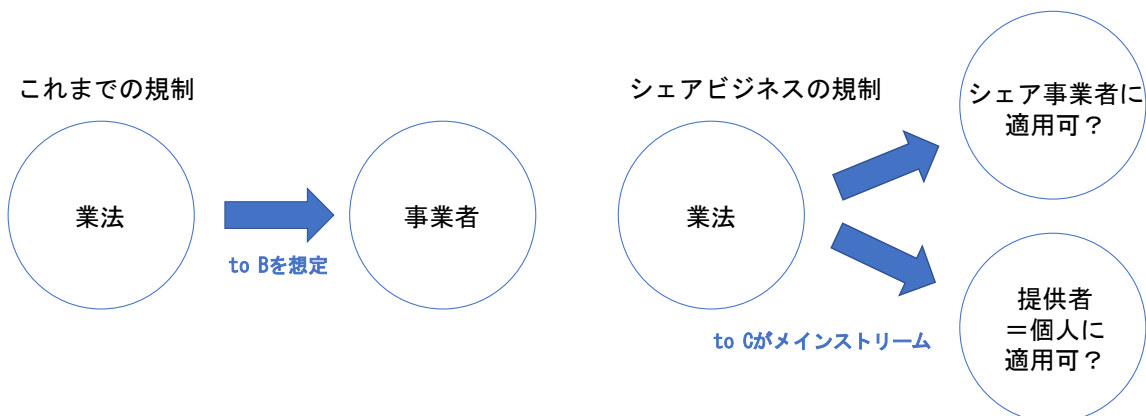 これまでの規制
業法
to Bを想定
事業者
シェアビジネスの規制
業法
to Cがメインストリーム
シェア事業者に
適用可？
提供者
＝個人に
適用可？